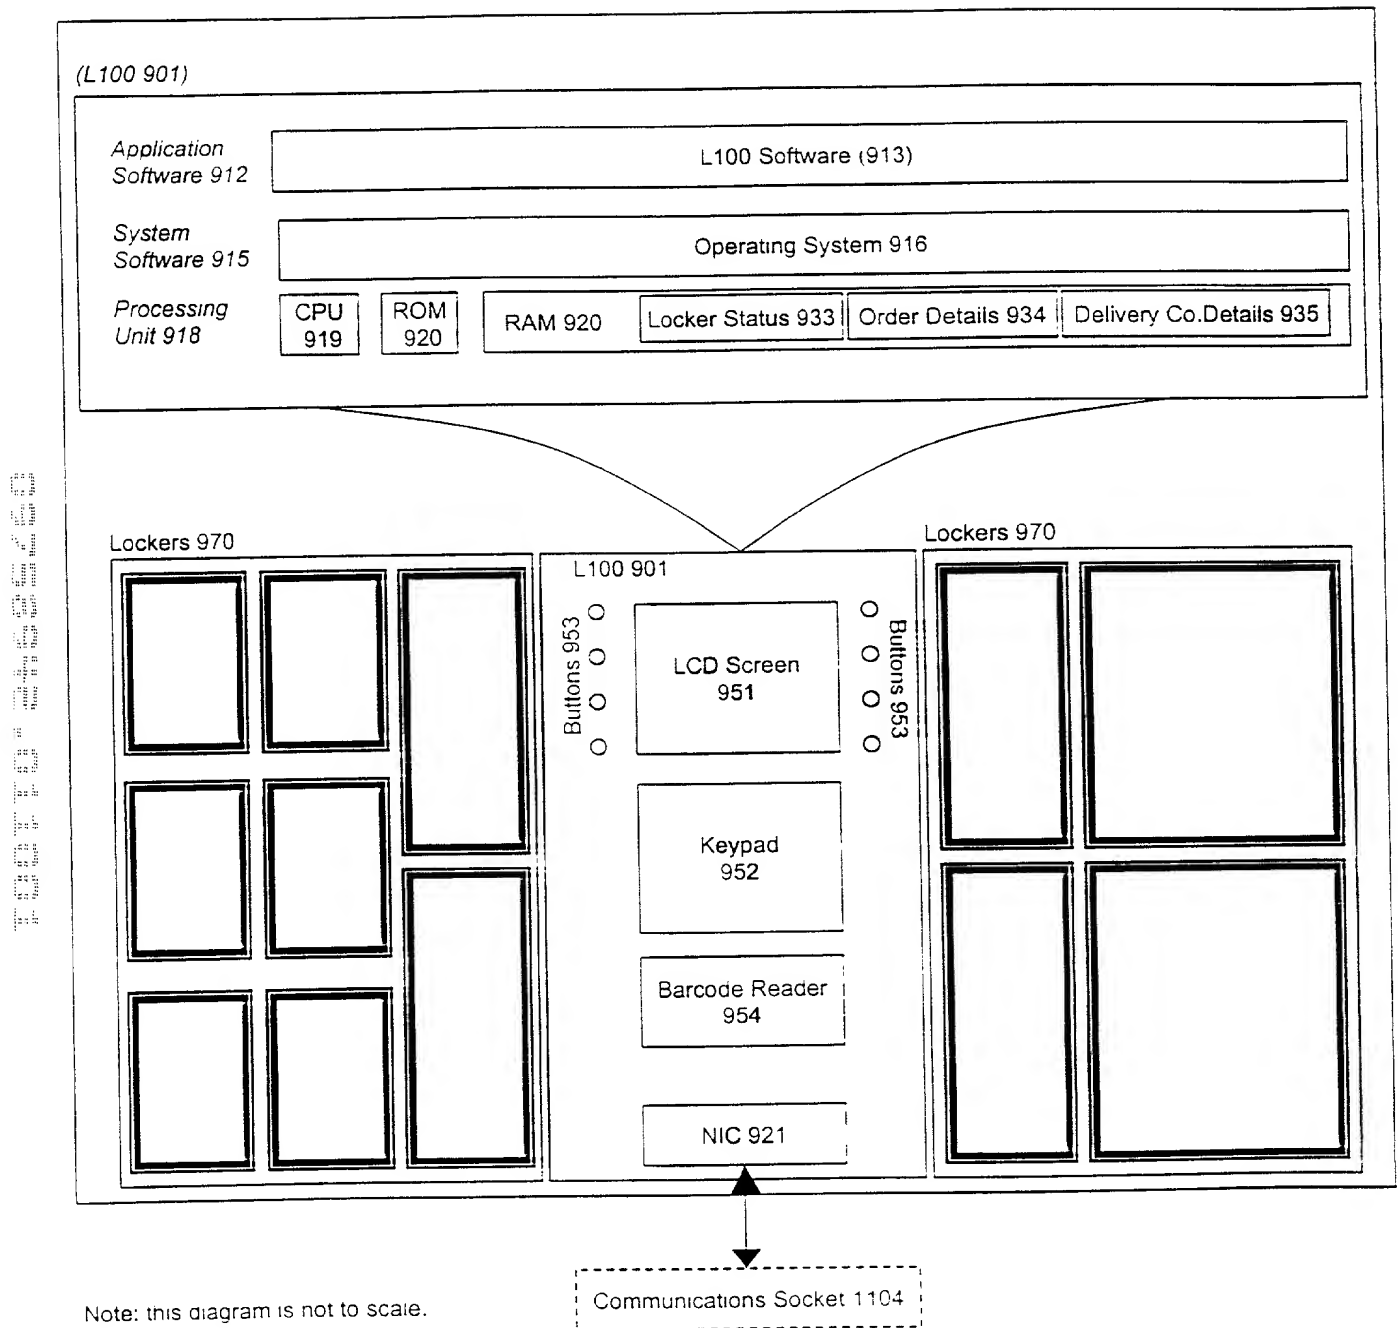 (L100 901)
Application
Software 912
L100 Software (913)
System
Software 915
Operating System 916
Processing
Unit 918
CPU
919
ROM
920
RAM 920
Locker Status 933
Order Details 934
Delivery Co.Details 935
Lockers 970
Lockers 970
L100 901
Buttons 953
LCD Screen
951
Buttons 953
Keypad
952
Barcode Reader
954
NIC 921
Communications Socket 1104
Note: this diagram is not to scale.